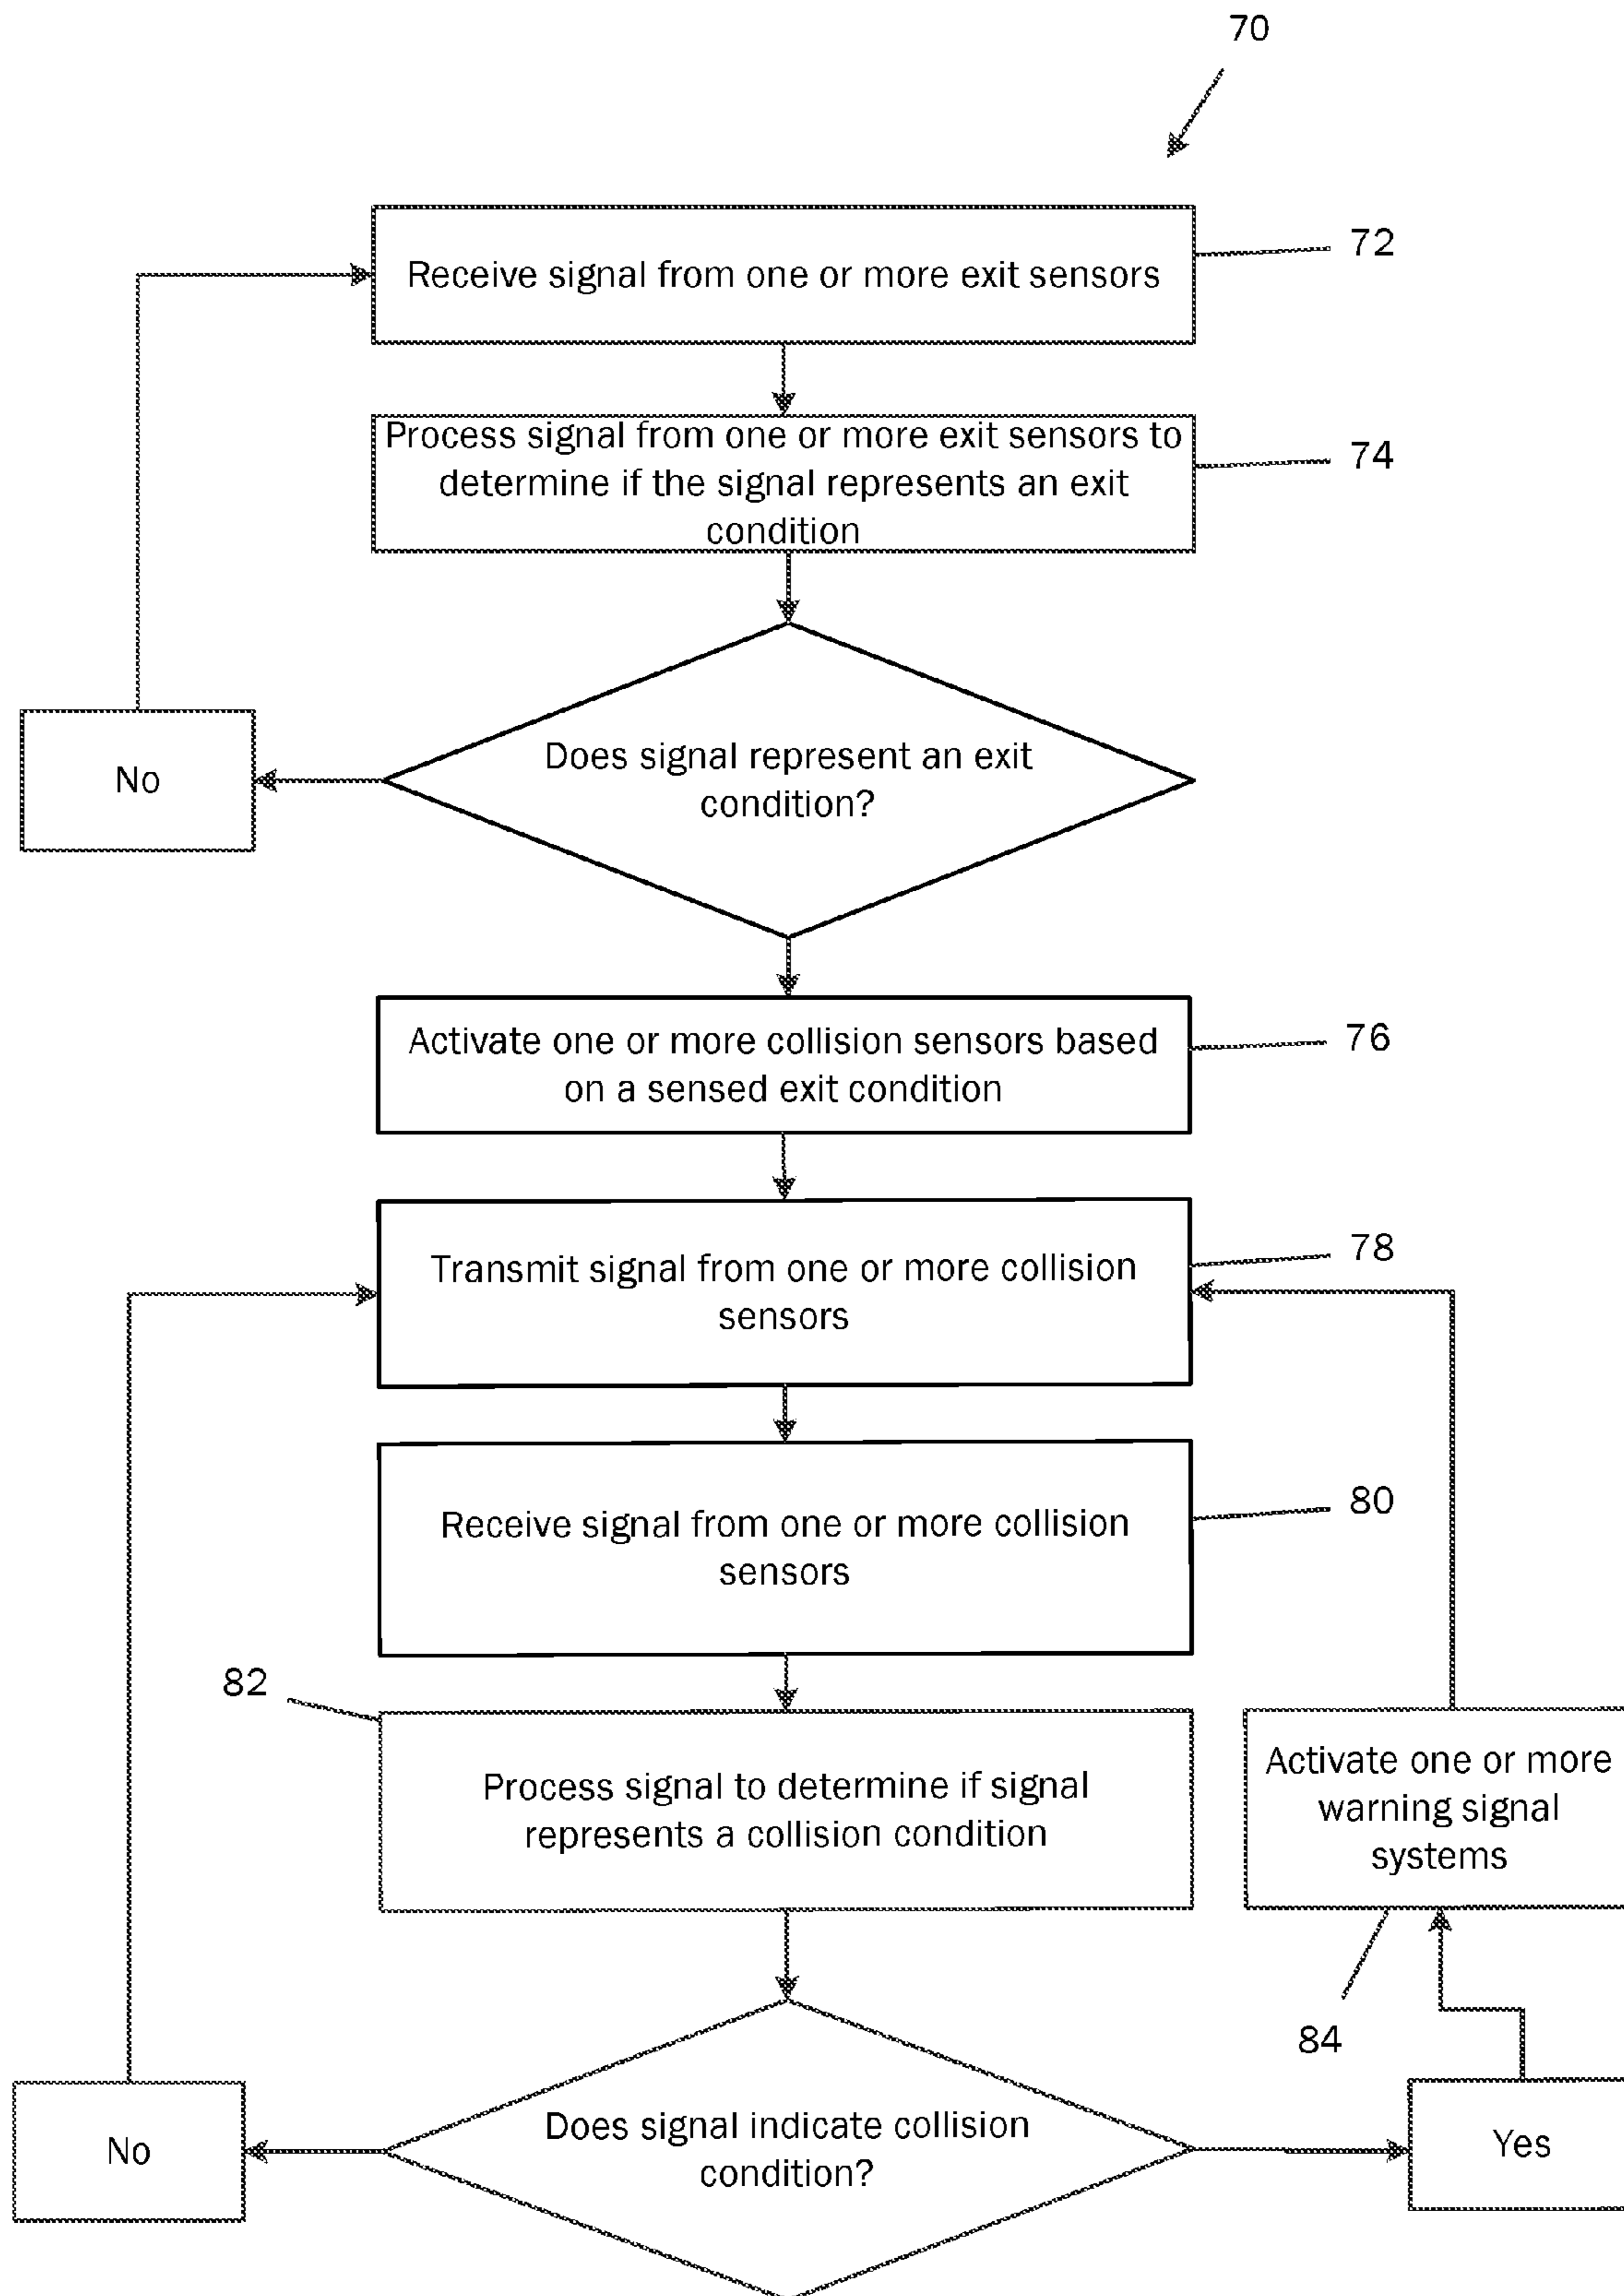 70
Receive signal from one or more exit sensors
72
Process signal from one or more exit sensors to
determine if the signal represents an exit
condition
74
Does signal represent an exit
condition?
No
Activate one or more collision sensors based
on a sensed exit condition
76
Transmit signal from one or more collision
sensors
78
Receive signal from one or more collision
sensors
80
82
Process signal to determine if signal
represents a collision condition
Activate one or more
warning signal
systems
84
Does signal indicate collision
condition?
No
Yes